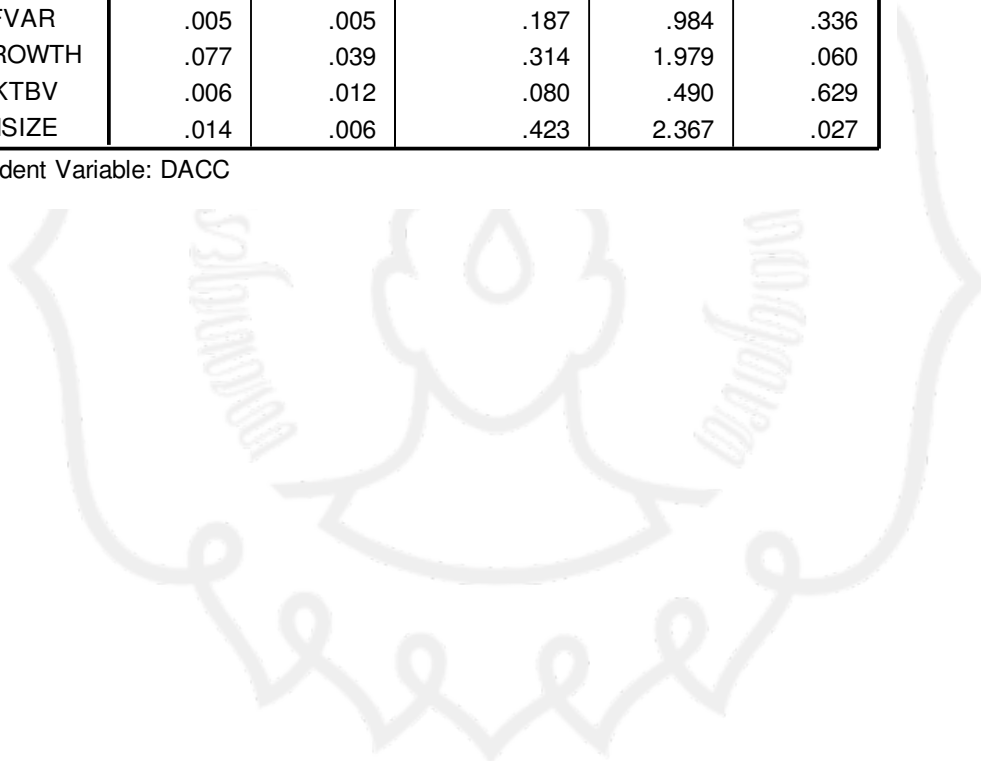 FVAR .005 .005 .187 .984 .336
ROWTH .077 .039 .314 1.979 .060
KTBV .006 .012 .080 .490 .629
SIZE .014 .006 .423 2.367 .027
dent Variable: DACC